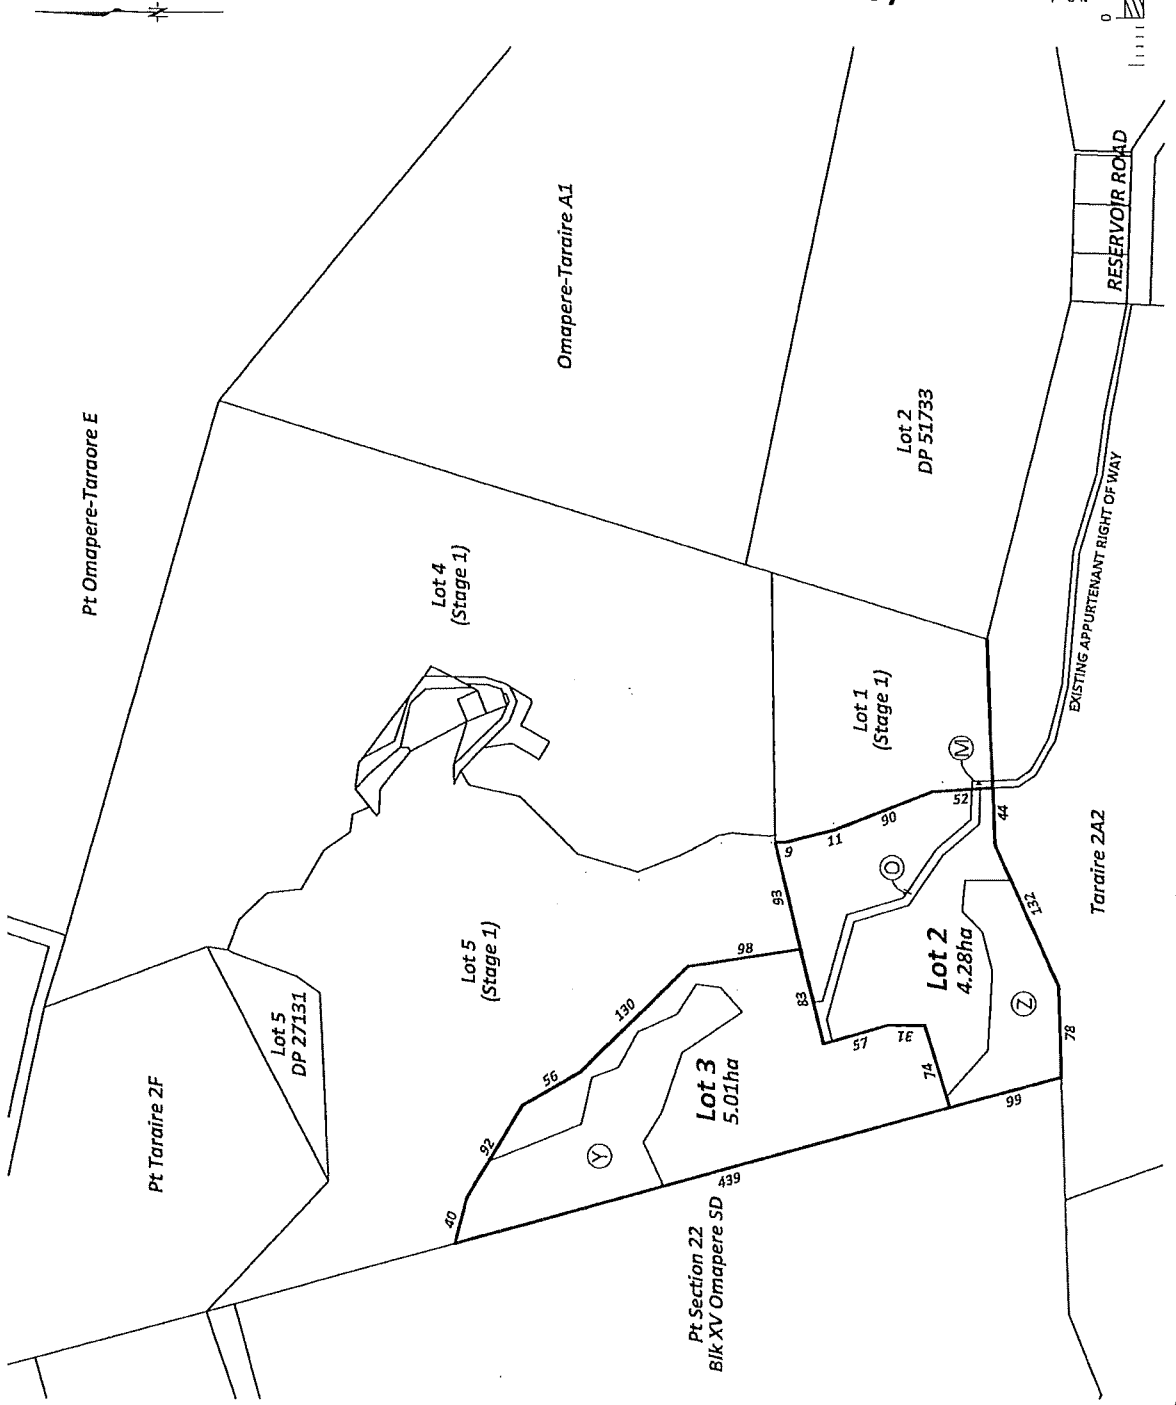 Pt Omapere-Taraore E
Omapere-Taraire A1
Lot 2
DP 51733
RESERVOIR ROAD
EXISTING APPURTENANT RIGHT OF WAY
Lot 4
(Stage 1)
Lot 1
(Stage 1)
M
52
44
90
11
9
O
93
Lot 5
(Stage 1)
98
130
56
92
40
83
57
31
74
Lot 2
4.28ha
132
Z
78
99
Taraire 2A2
Lot 3
5.01ha
Y
439
Lot 5
DP 27131
Pt Taraire 2F
Pt Section 22
Blk XV Omapere SD
0